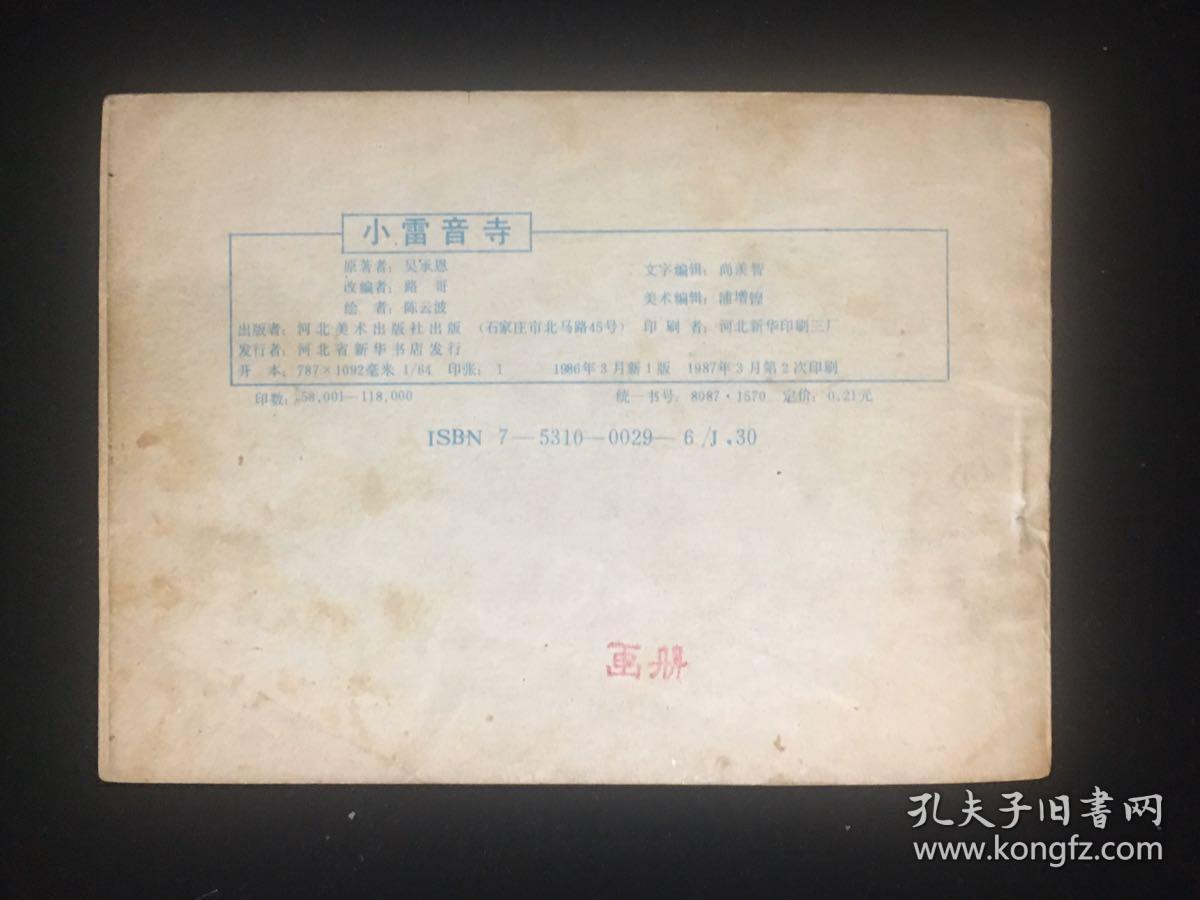 小雷音寺
原著者：吴承恩
改编者：路 哥
绘 者：陈云波
文字编辑：尚羡智
美术编辑：浦增锽
出版者：河北美术出版社出版 （石家庄市北马路45号） 印 刷 者：河北新华印刷三厂
发行者：河北省新华书店发行
开 本：787×1092毫米 1/64 印张：1 1986年3月新1版 1987年3月第2次印刷
印数：58,001—118,000 统一书号：8087·1570 定价：0.21元
ISBN 7—5310—0029—6/J.30
画册
孔夫子旧书网
www.kongfz.com